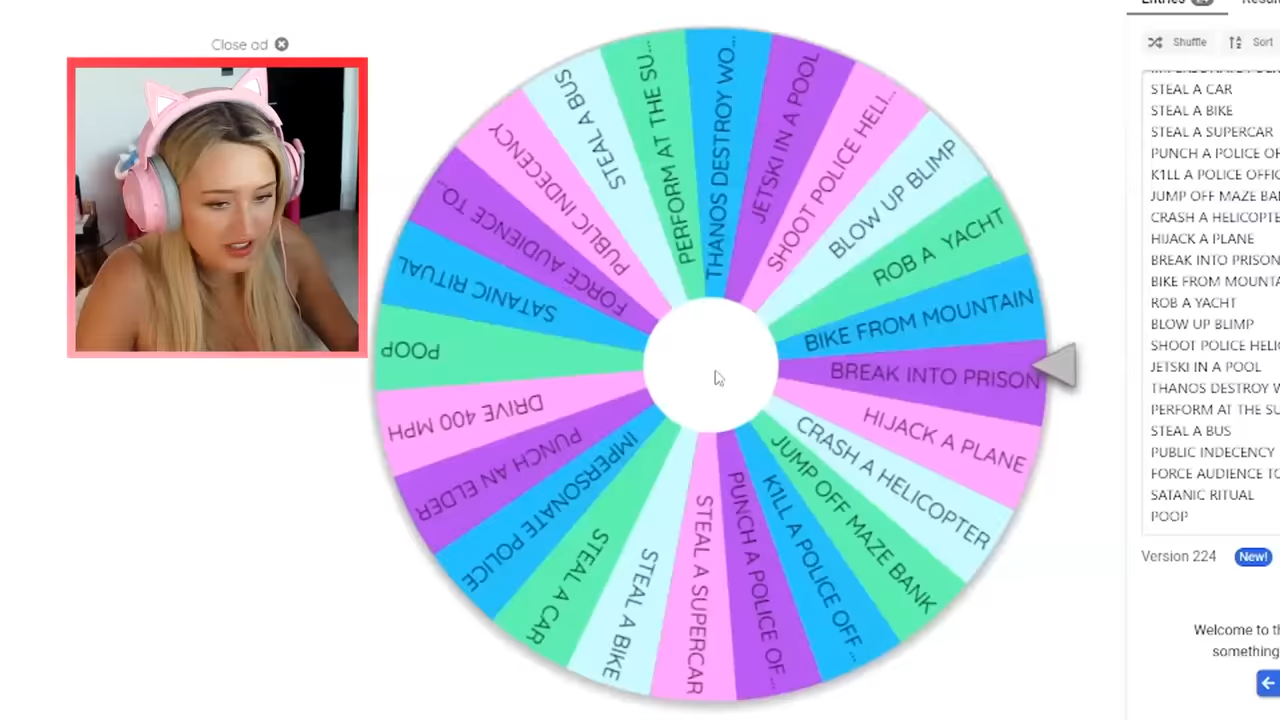 Close ad
STEAL A BUS
PERFORM AT THE SU...
THANOS DESTROY WO...
JETSKI IN A POOL
SHOOT POLICE HELI...
BLOW UP BLIMP
ROB A YACHT
BIKE FROM MOUNTAIN
BREAK INTO PRISON
HIJACK A PLANE
CRASH A HELICOPTER
JUMP OFF MAZE BANK
K1LL A POLICE OFF...
PUNCH A POLICE OF...
STEAL A SUPERCAR
STEAL A BIKE
STEAL A CAR
IMPERSONATE POLICE
PUNCH AN ELDER
DRIVE 400 MPH
POOP
SATANIC RITUAL
FORCE AUDIENCE TO...
PUBLIC INDECENCY
Entries 24
Shuffle
Sort
STEAL A CAR
STEAL A BIKE
STEAL A SUPERCAR
PUNCH A POLICE OF
K1LL A POLICE OFFIC
JUMP OFF MAZE BA
CRASH A HELICOPTE
HIJACK A PLANE
BREAK INTO PRISON
BIKE FROM MOUNTA
ROB A YACHT
BLOW UP BLIMP
SHOOT POLICE HELI
JETSKI IN A POOL
THANOS DESTROY W
PERFORM AT THE SU
STEAL A BUS
PUBLIC INDECENCY
FORCE AUDIENCE TO
SATANIC RITUAL
POOP
Version 224
New!
Welcome to th
something